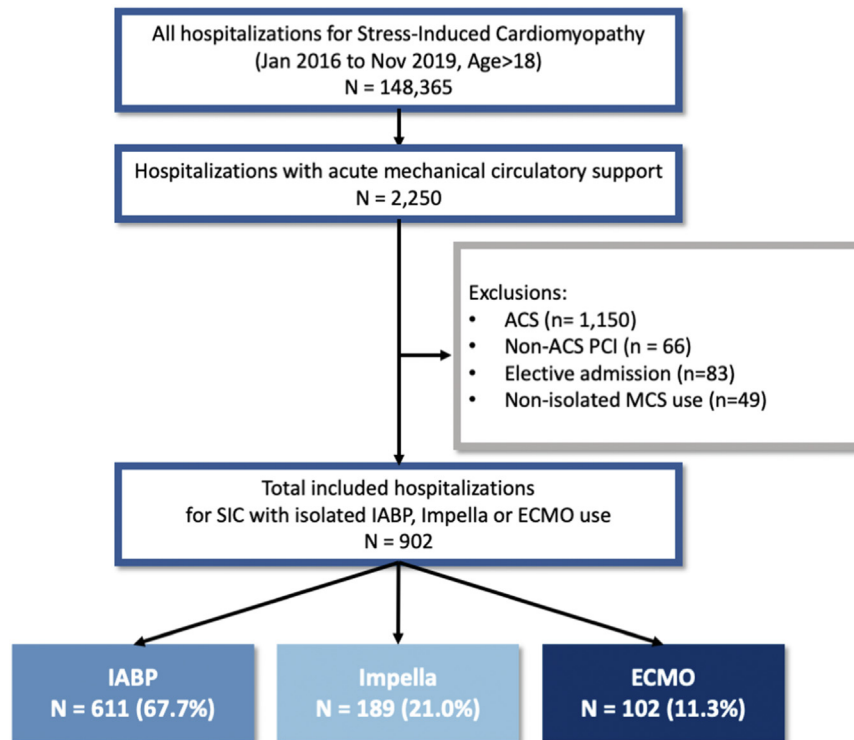 All hospitalizations for Stress-Induced Cardiomyopathy
(Jan 2016 to Nov 2019, Age>18)
N = 148,365
Hospitalizations with acute mechanical circulatory support
N = 2,250
Exclusions:
• ACS (n= 1,150)
• Non-ACS PCI (n = 66)
• Elective admission (n=83)
• Non-isolated MCS use (n=49)
Total included hospitalizations
for SIC with isolated IABP, Impella or ECMO use
N = 902
IABP
N = 611 (67.7%)
Impella
N = 189 (21.0%)
ECMO
N = 102 (11.3%)